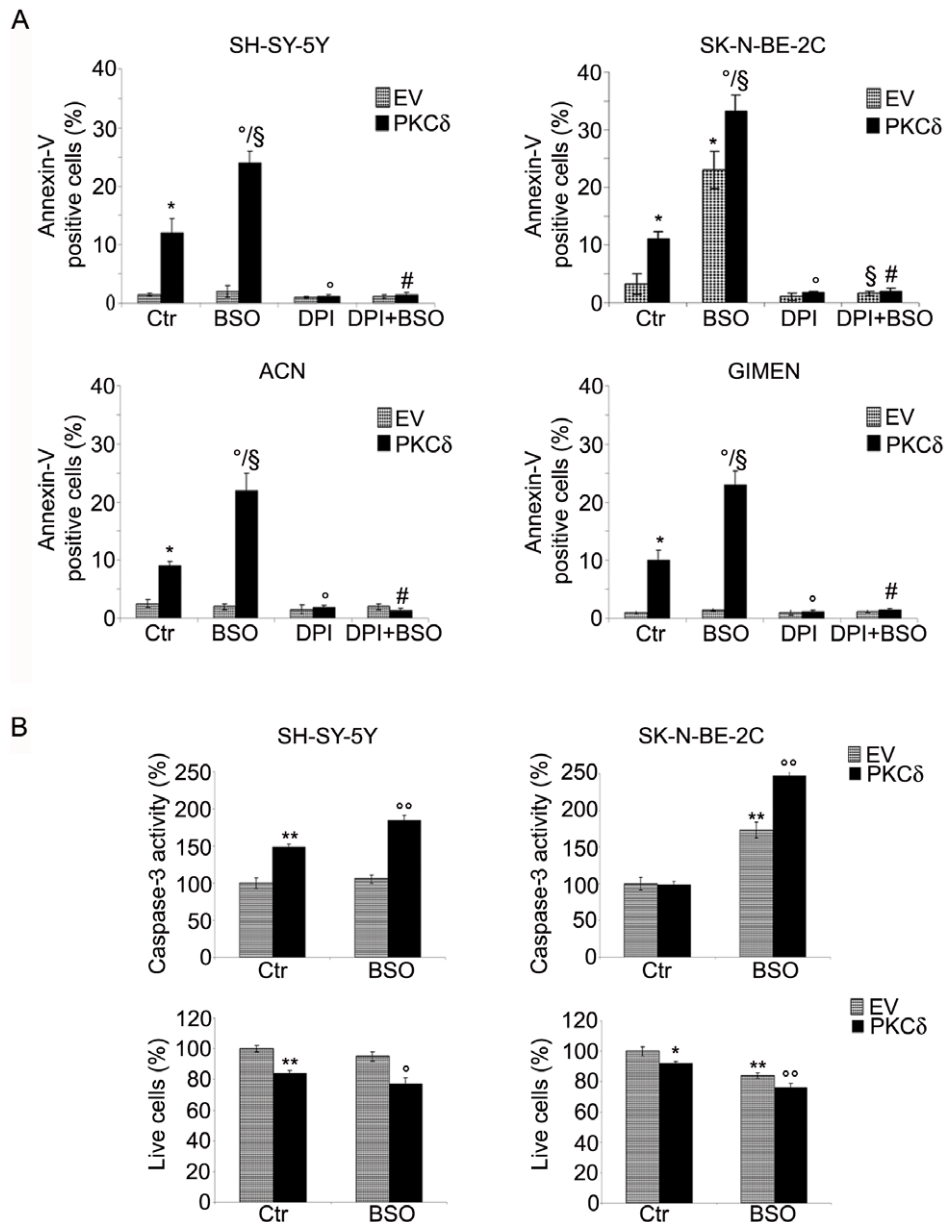 A
SH-SY-5Y
Annexin-V
positive cells (%)
40
30
20
10
0
EV
PKCδ
*
°/§
°
#
Ctr BSO DPI DPI+BSO
SK-N-BE-2C
Annexin-V
positive cells (%)
40
30
20
10
0
EV
PKCδ
*
*
°/§
°
§ #
Ctr BSO DPI DPI+BSO
ACN
Annexin-V
positive cells (%)
40
30
20
10
0
EV
PKCδ
*
°/§
°
#
Ctr BSO DPI DPI+BSO
GIMEN
Annexin-V
positive cells (%)
40
30
20
10
0
EV
PKCδ
*
°/§
°
#
Ctr BSO DPI DPI+BSO
B
SH-SY-5Y
Caspase-3 activity (%)
250
200
150
100
50
0
**
°°
Ctr BSO
SK-N-BE-2C
Caspase-3 activity (%)
250
200
150
100
50
0
EV
PKCδ
**
°°
Ctr BSO
Live cells (%)
120
100
80
60
40
20
0
**
°
Ctr BSO
Live cells (%)
120
100
80
60
40
20
0
EV
PKCδ
*
**
°°
Ctr BSO